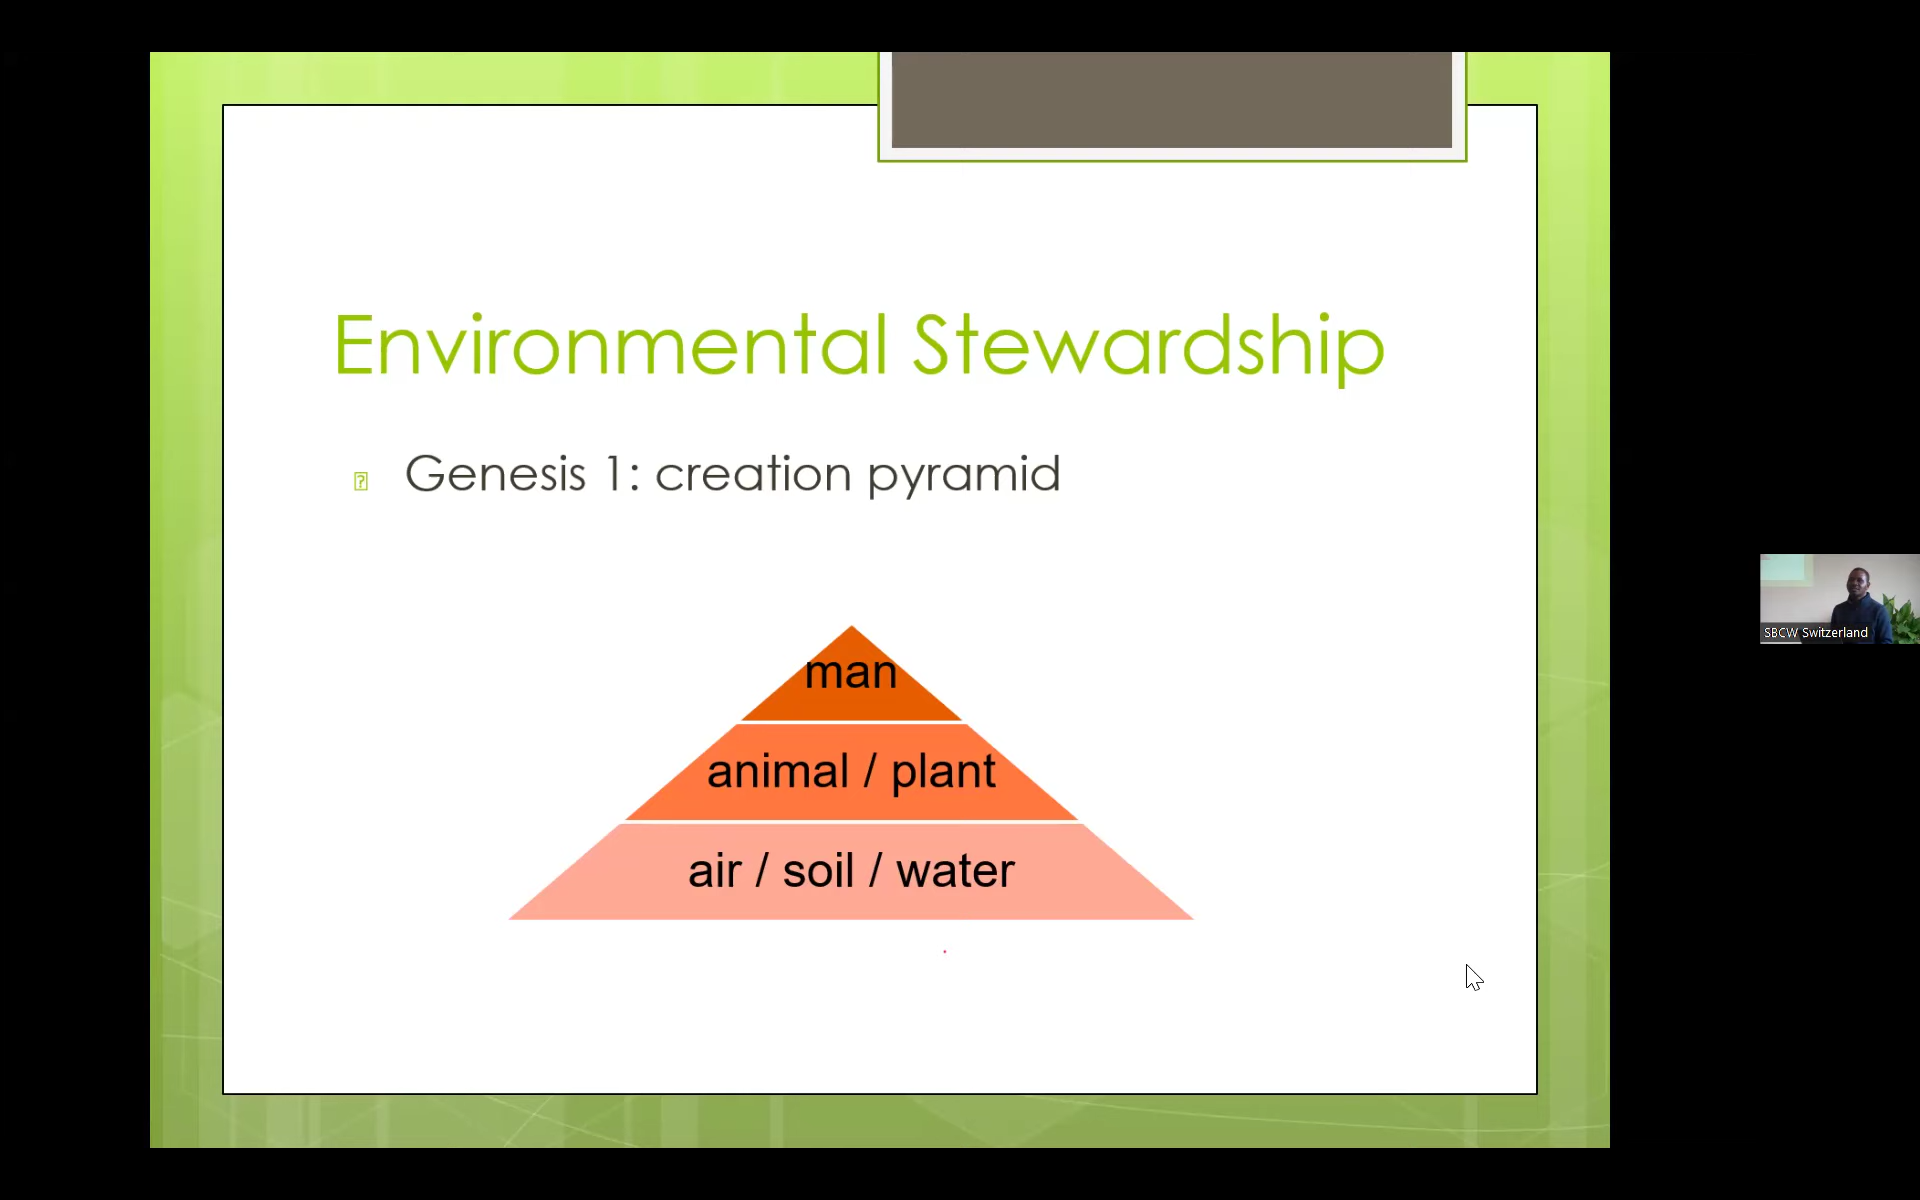 Environmental Stewardship
Genesis 1: creation pyramid
man
animal / plant
air / soil / water
SBCW Switzerland